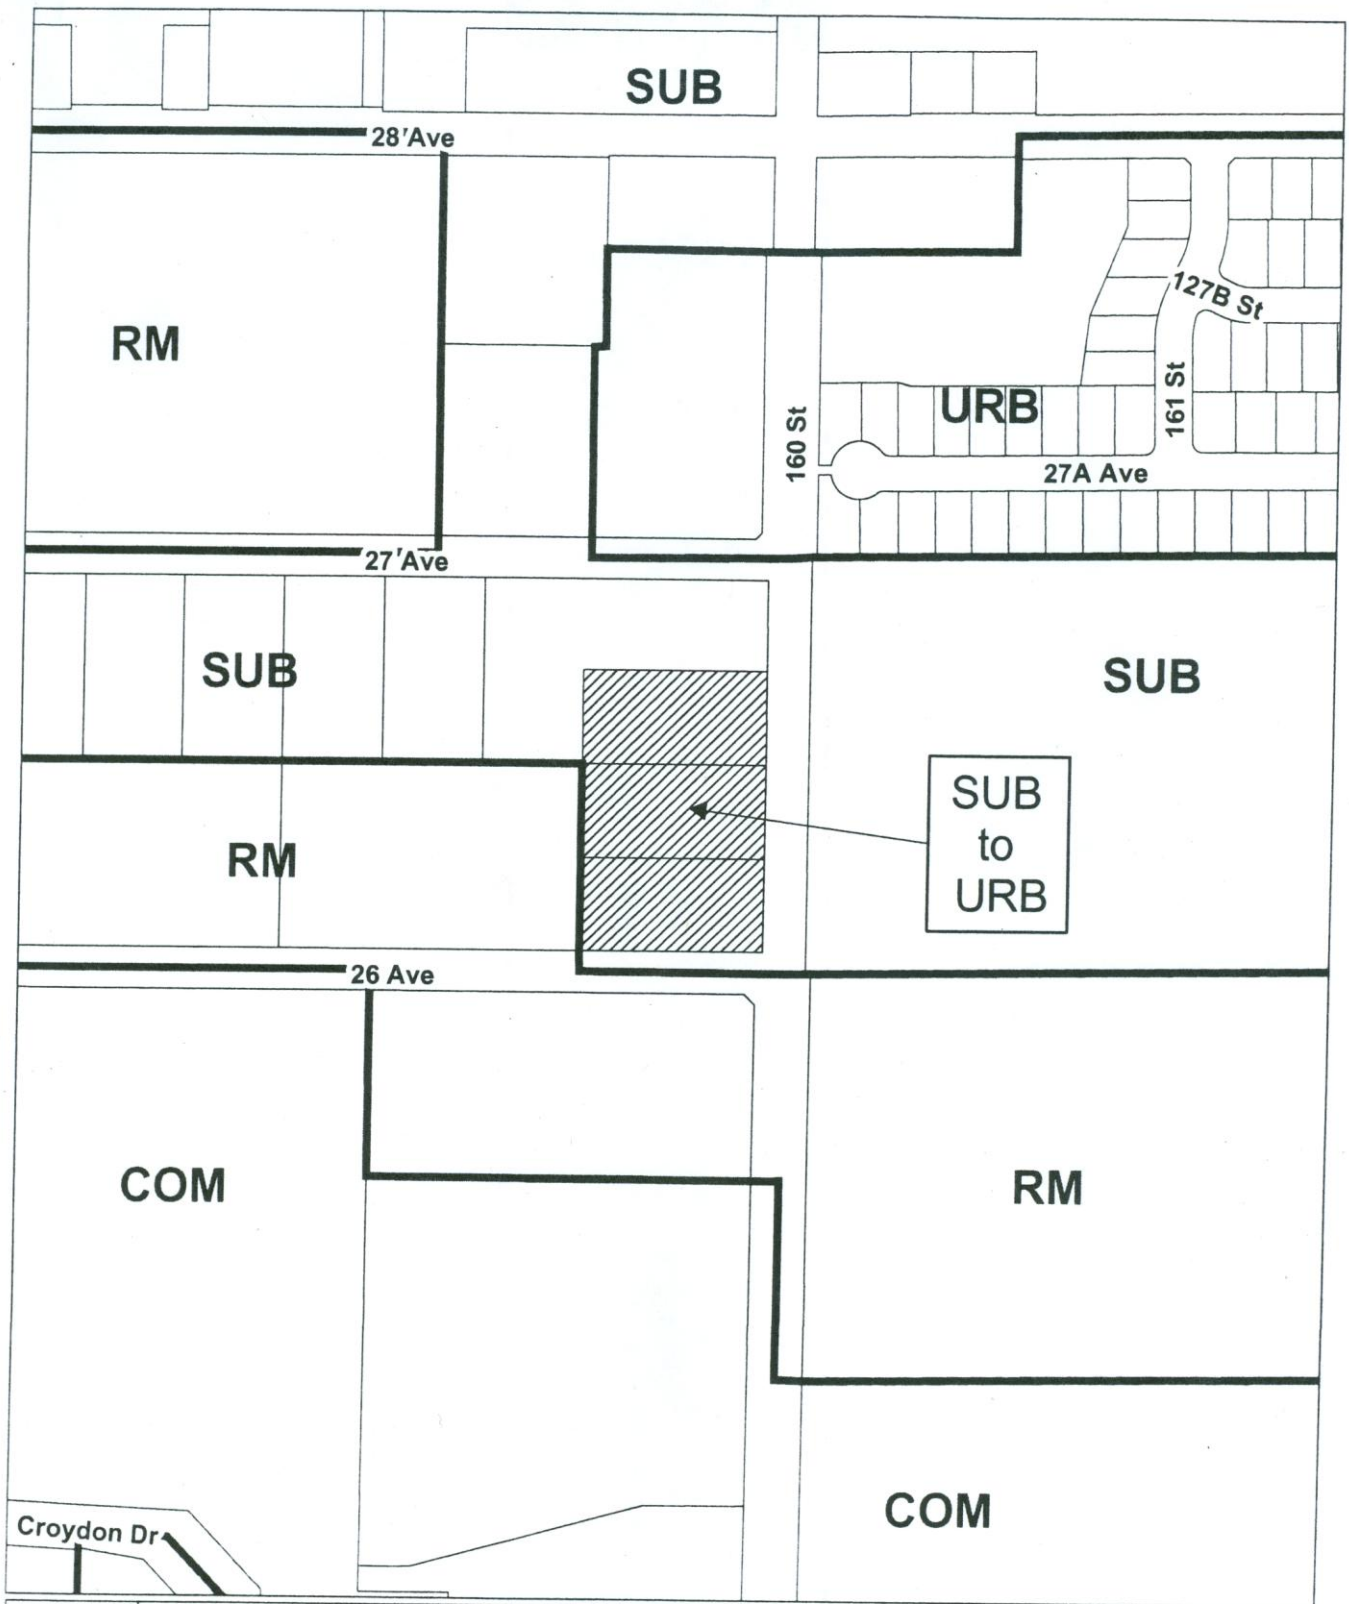 SUB
28 Ave
RM
127B St
URB
160 St
161 St
27A Ave
27 Ave
SUB
SUB
SUB
to
URB
RM
26 Ave
COM
RM
COM
Croydon Dr